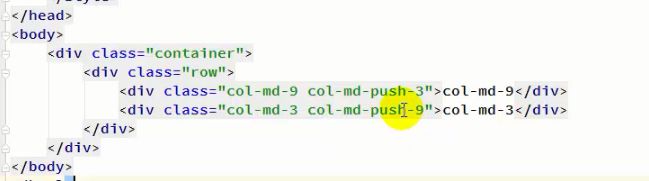 </head>
<body>
<div class="container">
<div class="row">
<div class="col-md-9 col-md-push-3">col-md-9</div>
<div class="col-md-3 col-md-push-9">col-md-3</div>
</div>
</div>
</body>